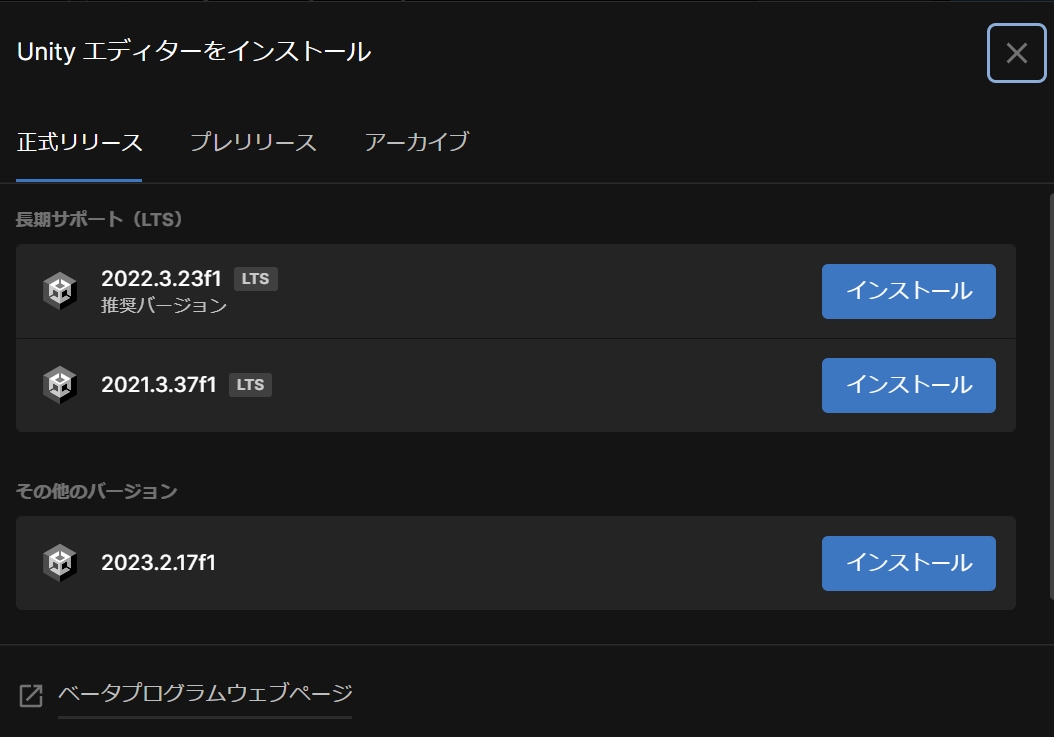 Unity エディターをインストール
正式リリース プレリリース アーカイブ
長期サポート（LTS）
2022.3.23f1 LTS
推奨バージョン
インストール
2021.3.37f1 LTS
インストール
その他のバージョン
2023.2.17f1
インストール
ベータプログラムウェブページ